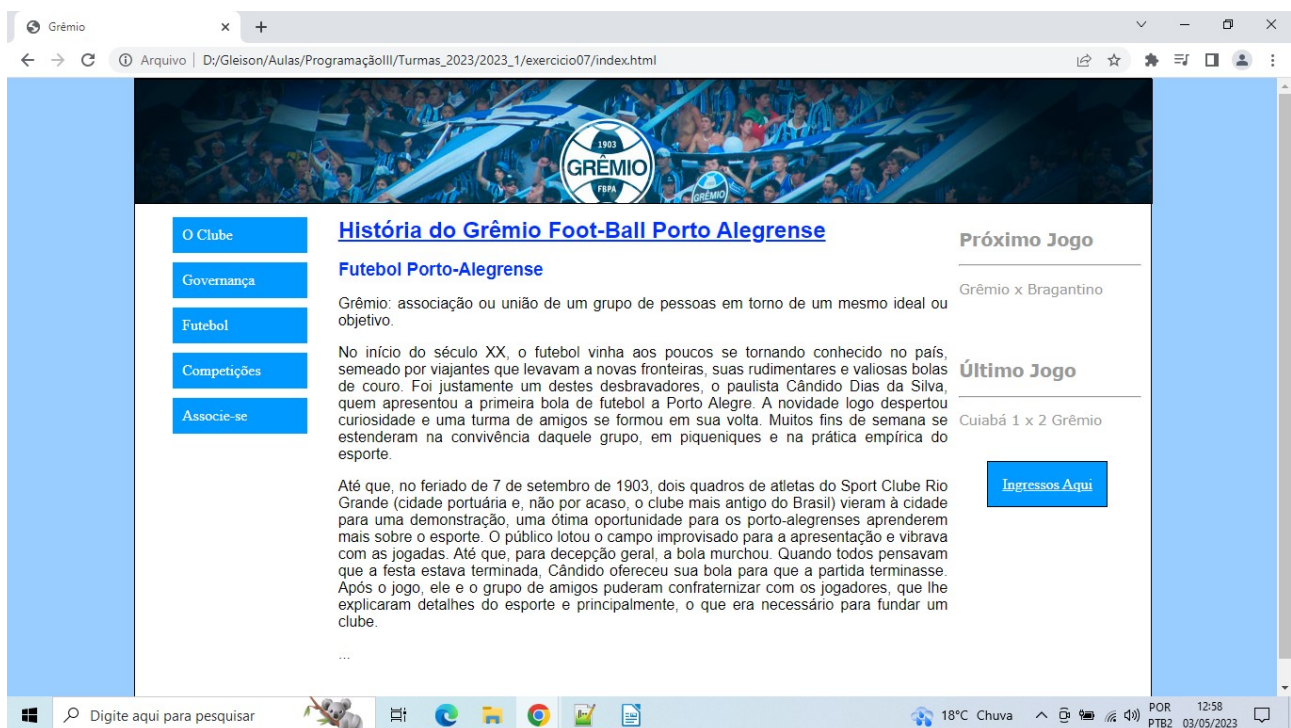 Grêmio
Arquivo | D:/Gleison/Aulas/ProgramaçãoIII/Turmas_2023/2023_1/exercicio07/index.html
1903
GRÊMIO
FBPA
GRÊMIO
O Clube
Governança
Futebol
Competições
Associe-se
História do Grêmio Foot-Ball Porto Alegrense
Futebol Porto-Alegrense
Grêmio: associação ou união de um grupo de pessoas em torno de um mesmo ideal ou
objetivo.
No início do século XX, o futebol vinha aos poucos se tornando conhecido no país,
semeado por viajantes que levavam a novas fronteiras, suas rudimentares e valiosas bolas
de couro. Foi justamente um destes desbravadores, o paulista Cândido Dias da Silva,
quem apresentou a primeira bola de futebol a Porto Alegre. A novidade logo despertou
curiosidade e uma turma de amigos se formou em sua volta. Muitos fins de semana se
estenderam na convivência daquele grupo, em piqueniques e na prática empírica do
esporte.
Até que, no feriado de 7 de setembro de 1903, dois quadros de atletas do Sport Clube Rio
Grande (cidade portuária e, não por acaso, o clube mais antigo do Brasil) vieram à cidade
para uma demonstração, uma ótima oportunidade para os porto-alegrenses aprenderem
mais sobre o esporte. O público lotou o campo improvisado para a apresentação e vibrava
com as jogadas. Até que, para decepção geral, a bola murchou. Quando todos pensavam
que a festa estava terminada, Cândido ofereceu sua bola para que a partida terminasse.
Após o jogo, ele e o grupo de amigos puderam confraternizar com os jogadores, que lhe
explicaram detalhes do esporte e principalmente, o que era necessário para fundar um
clube.
...
Próximo Jogo
Grêmio x Bragantino
Último Jogo
Cuiabá 1 x 2 Grêmio
Ingressos Aqui
Digite aqui para pesquisar
18°C Chuva
POR
PTB2
12:58
03/05/2023